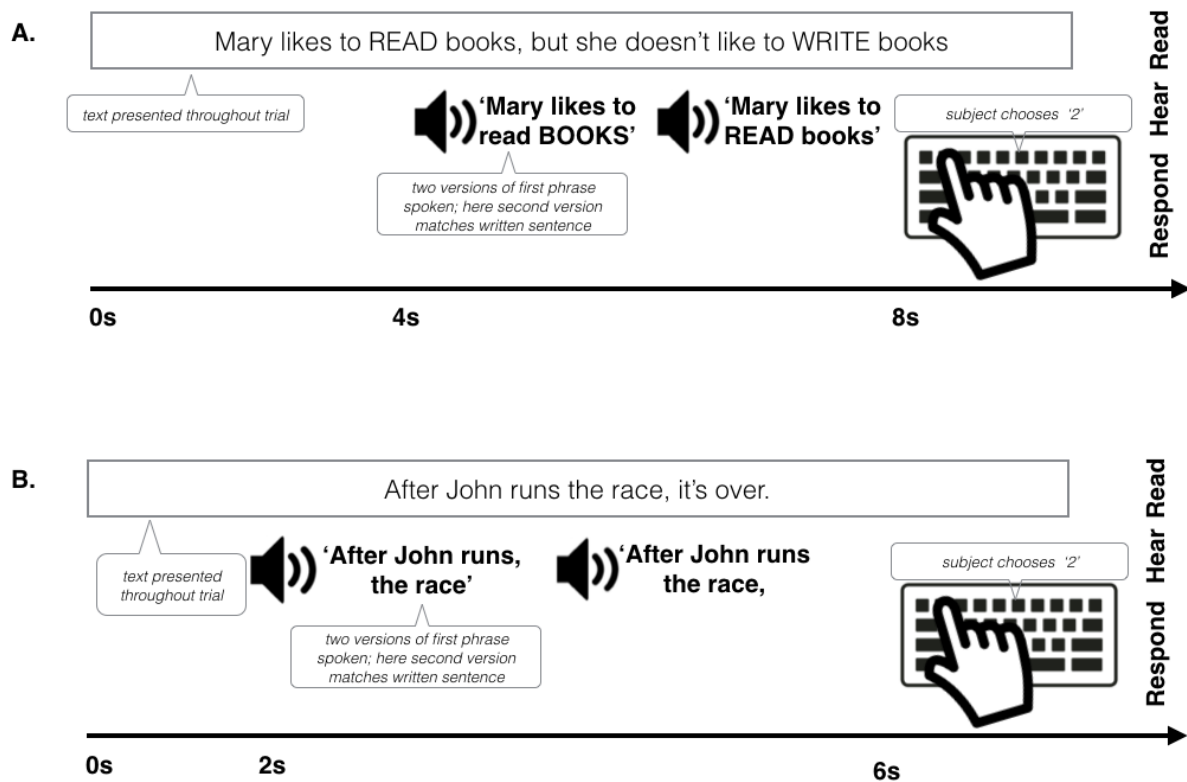 A.
Mary likes to READ books, but she doesn't like to WRITE books
text presented throughout trial
'Mary likes to
read BOOKS'
'Mary likes to
READ books'
subject chooses '2'
two versions of first phrase
spoken; here second version
matches written sentence
Read
Hear
Respond
0s
4s
8s
B.
After John runs the race, it's over.
text presented
throughout trial
'After John runs,
the race'
'After John runs
the race,
subject chooses '2'
two versions of first phrase
spoken; here second version
matches written sentence
Read
Hear
Respond
0s
2s
6s